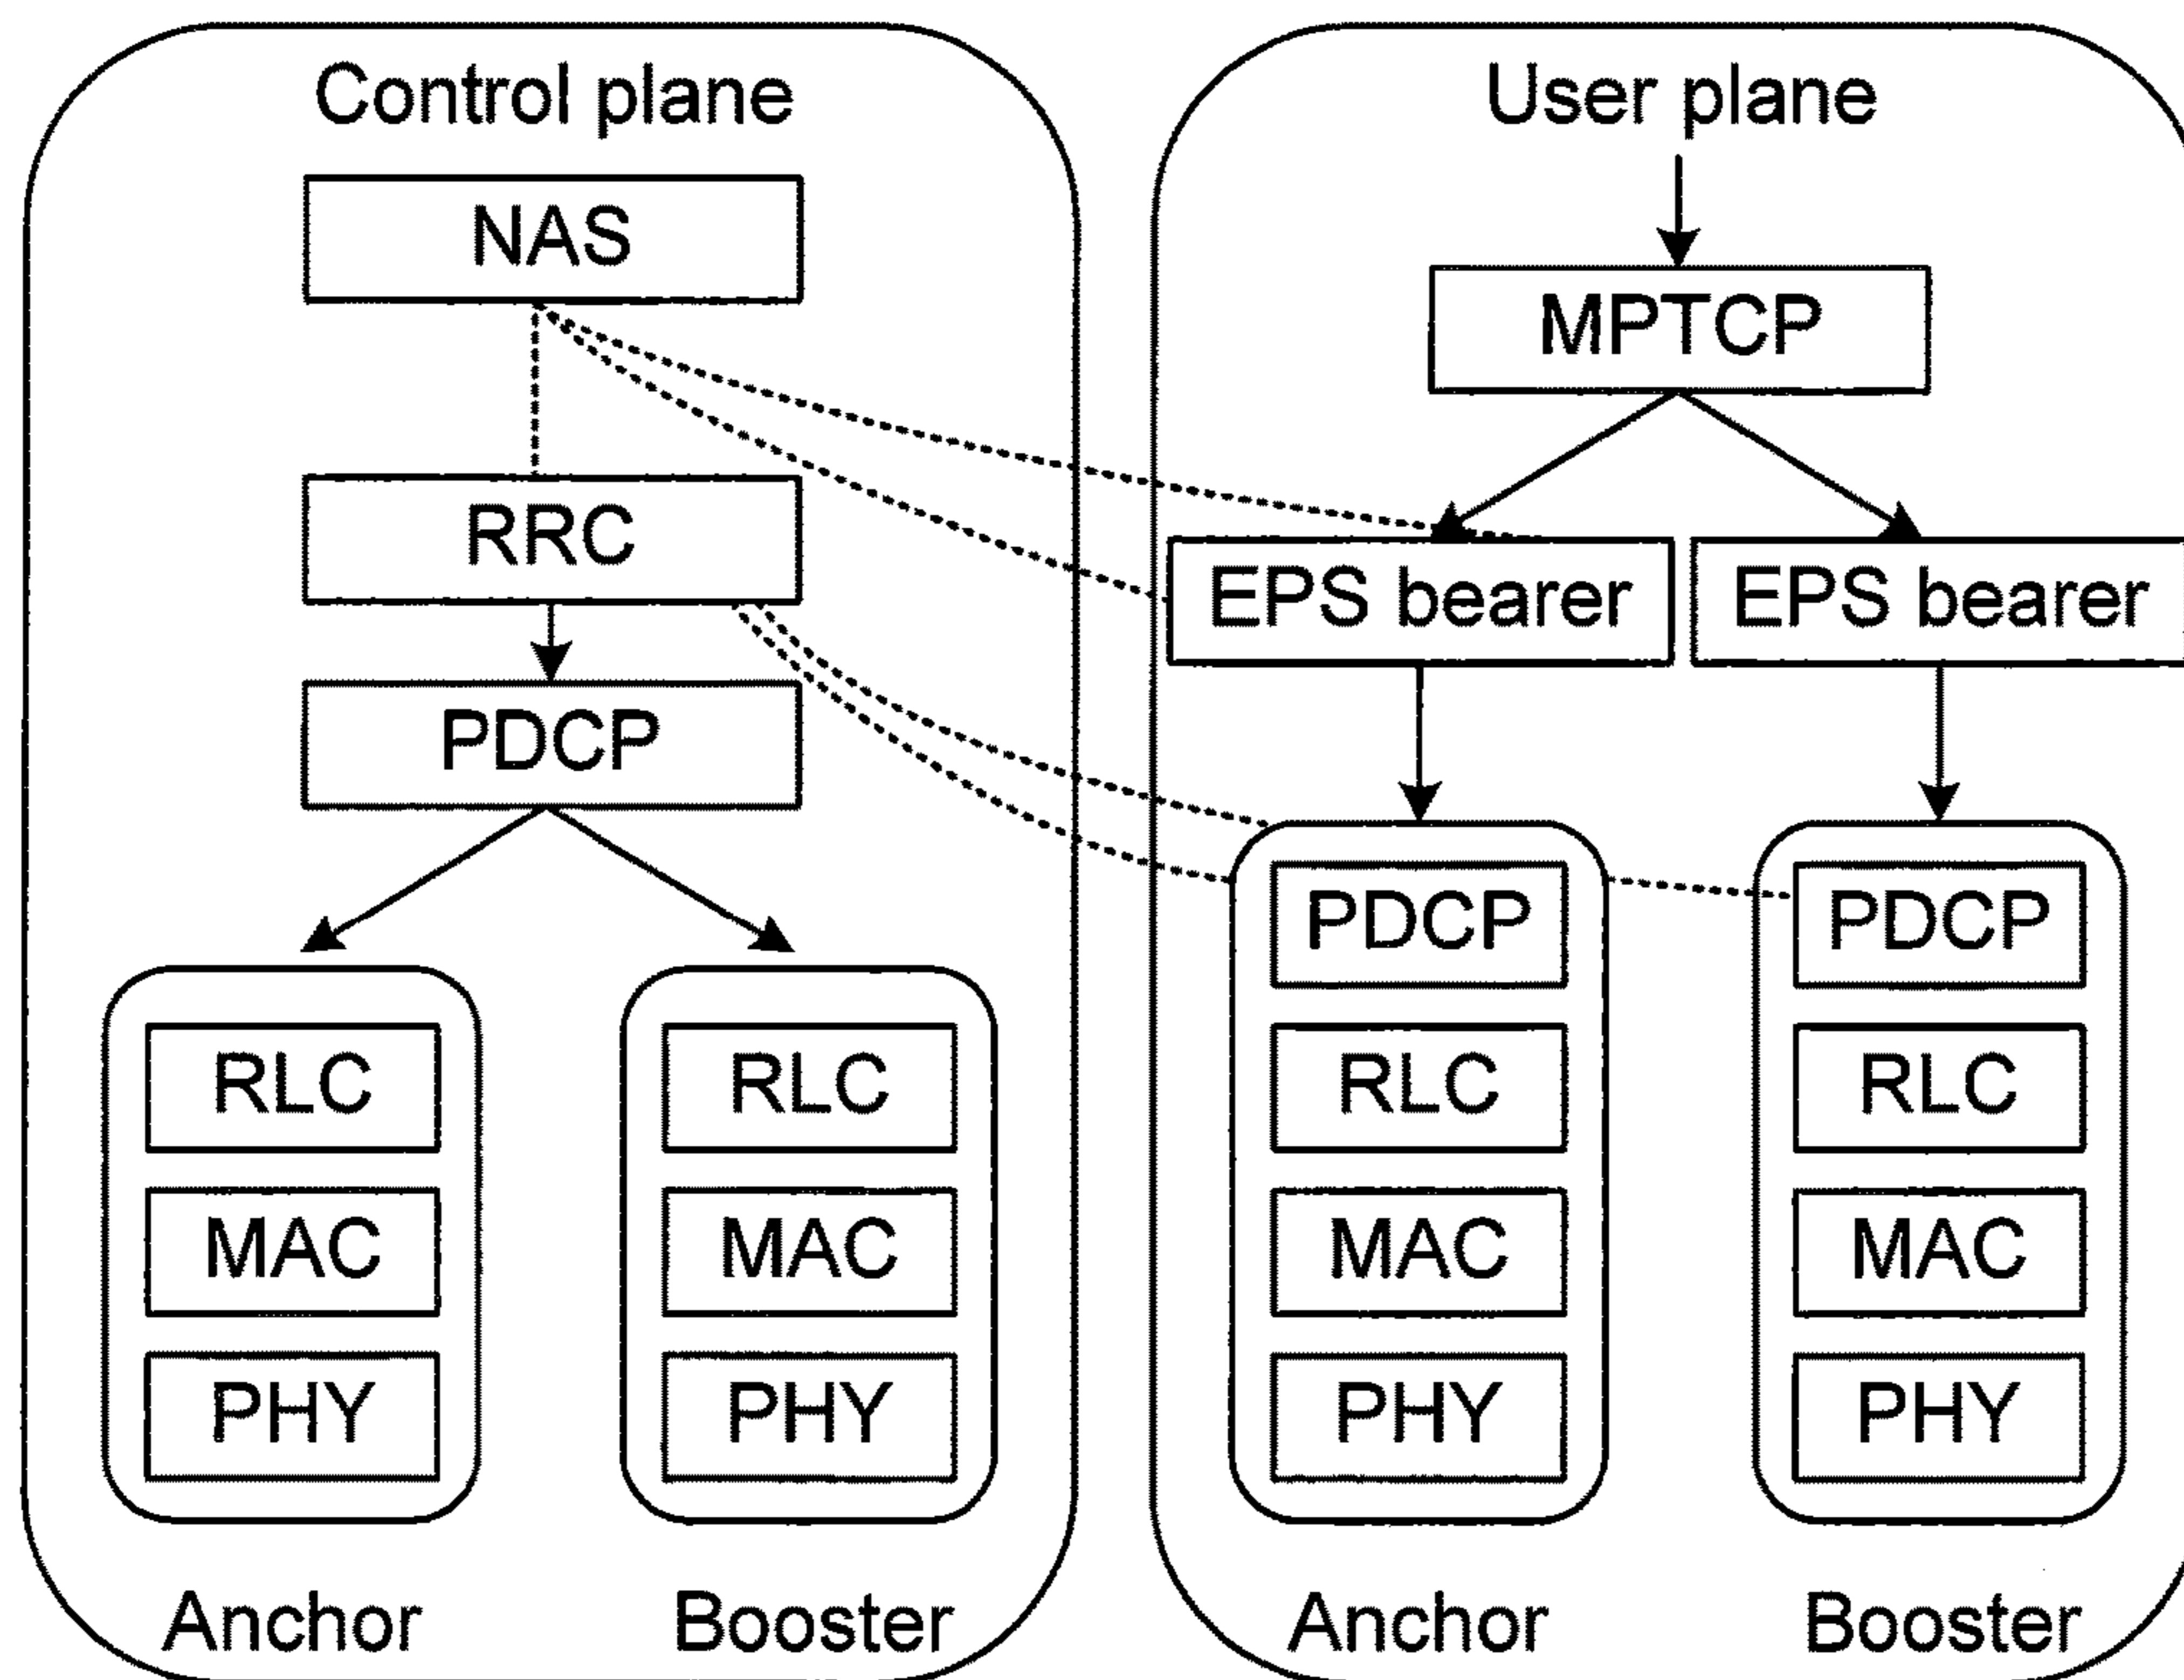 Control plane
NAS
RRC
PDCP
RLC
MAC
PHY
Anchor
RLC
MAC
PHY
Booster
User plane
MPTCP
EPS bearer
EPS bearer
PDCP
RLC
MAC
PHY
Anchor
PDCP
RLC
MAC
PHY
Booster